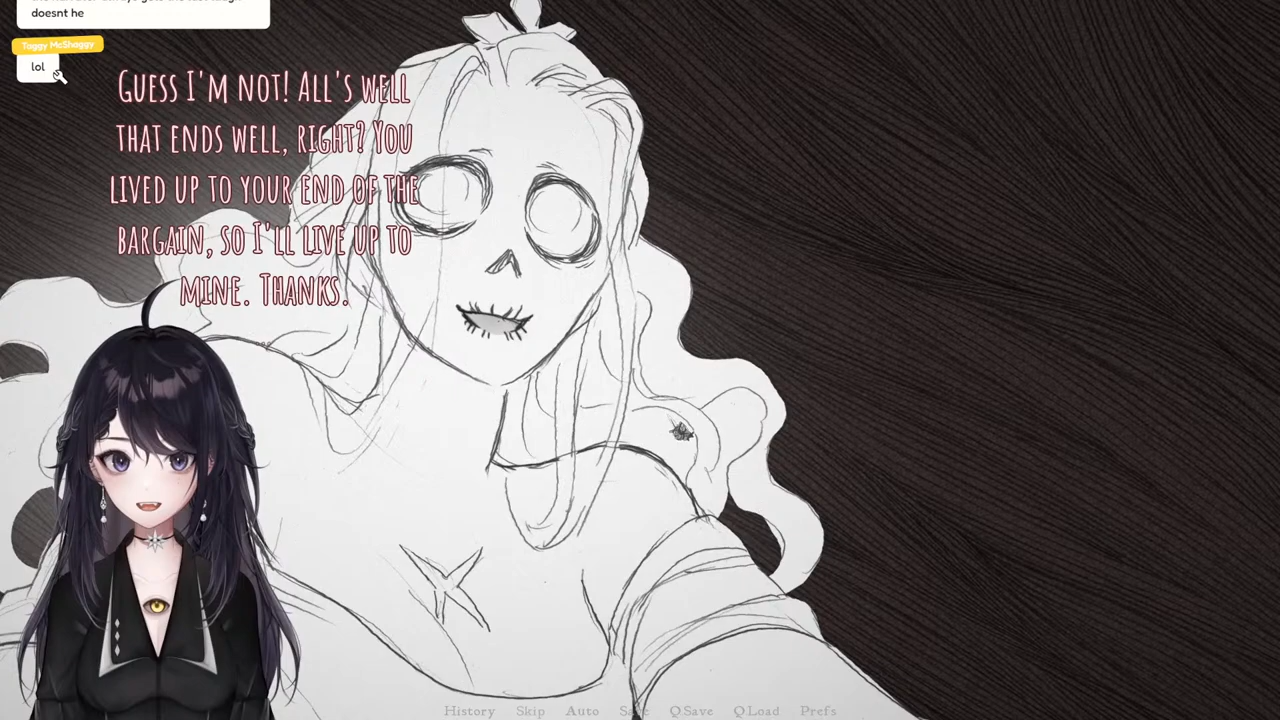 doesnt he
Taggy McShaggy
lol
GUESS I'M NOT! ALL'S WELL
THAT ENDS WELL, RIGHT? YOU
LIVED UP TO YOUR END OF THE
BARGAIN, SO I'LL LIVE UP TO
MINE. THANKS.
History Skip Auto Save Q.Save Q.Load Prefs